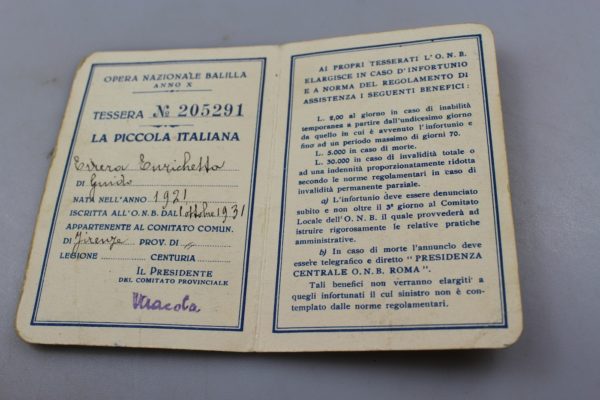 OPERA NAZIONALE BALILLA
ANNO X
TESSERA № 205291
LA PICCOLA ITALIANA
Enrichetta
DI Guido
NATA NELL'ANNO 1921
ISCRITTA ALL'O.N.B. DAL 1 ottobre 1931
APPARTENENTE AL COMITATO COMUN.
DI Firenze PROV. DI
LEGIONE CENTURIA
IL PRESIDENTE
DEL COMITATO PROVINCIALE
AI PROPRI TESSERATI L'O.N.B.
ELARGISCE IN CASO D'INFORTUNIO
E A NORMA DEL REGOLAMENTO DI
ASSISTENZA I SEGUENTI BENEFICI:
L. 8,00 al giorno in caso di inabilità
temporanea a partire dall'undicesimo giorno
da quello in cui è avvenuto l'infortunio e
fino ad un periodo massimo di giorni 70.
L. 5.000 in caso di morte.
L. 30.000 in caso di invalidità totale o
ad una indennità proporzionatamente ridotta
secondo le norme regolamentari in caso di
invalidità permanente parziale.
a) L'infortunio deve essere denunciato
subito e non oltre il 3º giorno al Comitato
Locale dell'O.N.B. il quale provvederà ad
istruire rigorosamente le relative pratiche
amministrative.
b) In caso di morte l'annuncio deve
essere telegrafico e diretto "PRESIDENZA
CENTRALE O.N.B. ROMA".
Tali benefici non verranno elargiti a
quegli infortunati il cui sinistro non è con-
templato dalle norme regolamentari.